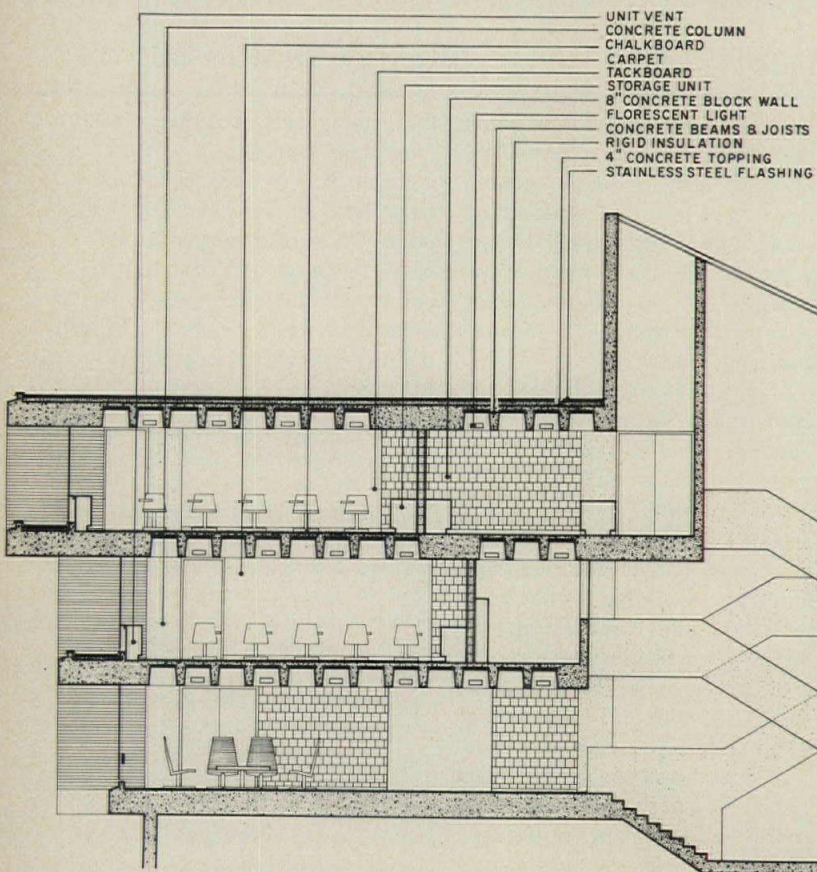 UNIT VENT
CONCRETE COLUMN
CHALKBOARD
CARPET
TACKBOARD
STORAGE UNIT
8" CONCRETE BLOCK WALL
FLORESCENT LIGHT
CONCRETE BEAMS & JOISTS
RIGID INSULATION
4" CONCRETE TOPPING
STAINLESS STEEL FLASHING